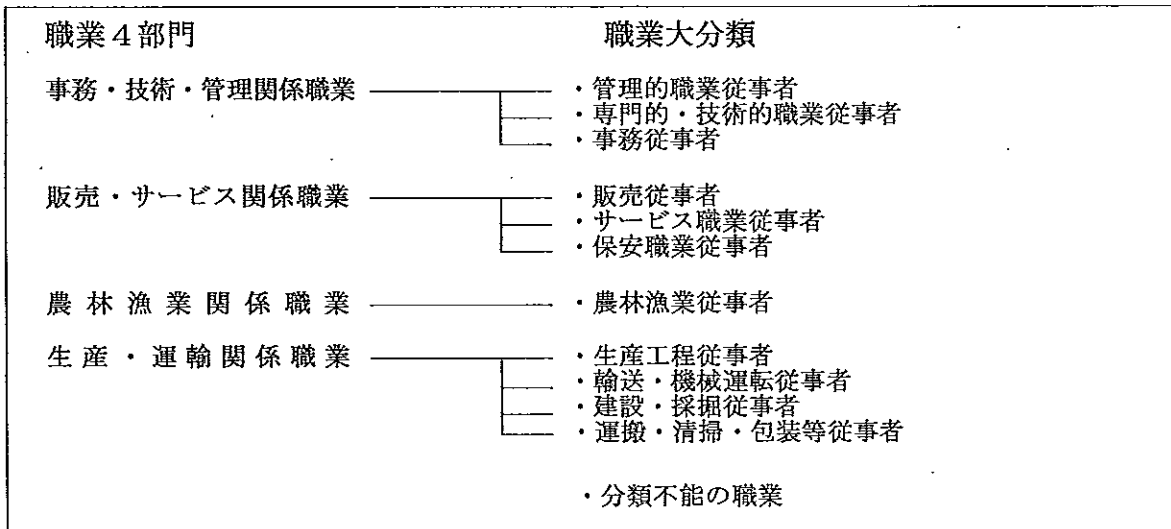 職業４部門 職業大分類
事務・技術・管理関係職業 ・管理的職業従事者
・専門的・技術的職業従事者
・事務従事者
販売・サービス関係職業 ・販売従事者
・サービス職業従事者
・保安職業従事者
農林漁業関係職業 ・農林漁業従事者
生産・運輸関係職業 ・生産工程従事者
・輸送・機械運転従事者
・建設・採掘従事者
・運搬・清掃・包装等従事者
・分類不能の職業